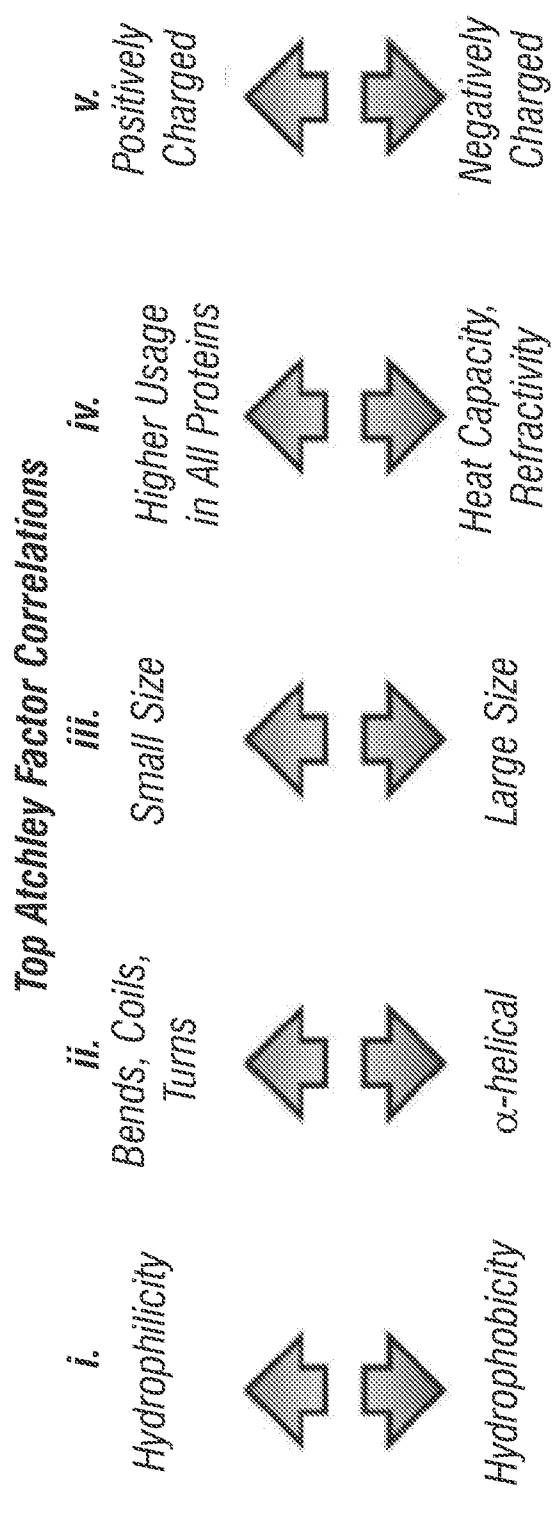 Top Atchley Factor Correlations
i.
Hydrophilicity
Hydrophobicity
ii.
Bends, Coils,
Turns
α-helical
iii.
Small Size
Large Size
iv.
Higher Usage
in All Proteins
Heat Capacity,
Refractivity
v.
Positively
Charged
Negatively
Charged